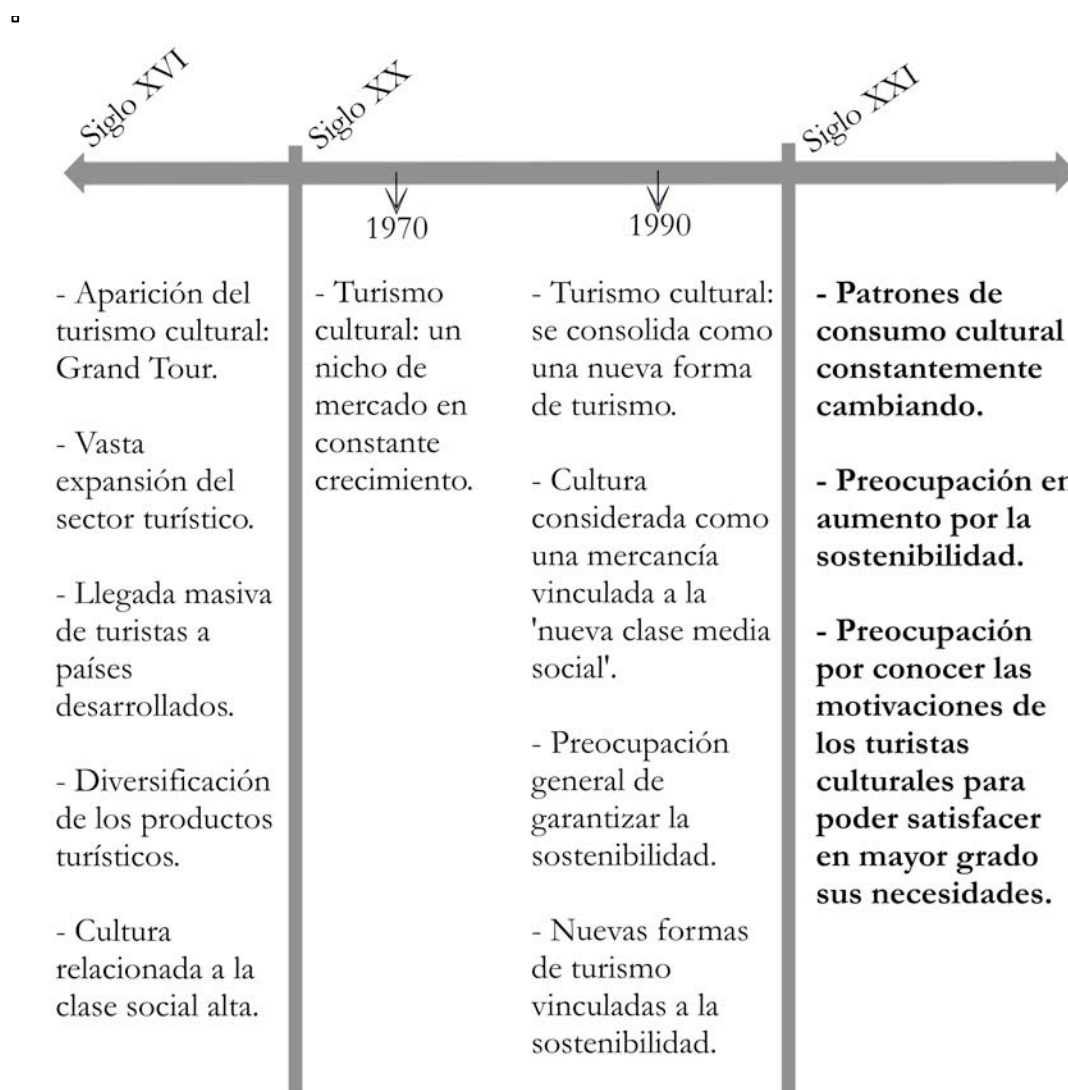 Siglo XVI
Siglo XX
Siglo XXI
1970
1990
- Aparición del
turismo cultural:
Grand Tour.
- Vasta
expansión del
sector turístico.
- Llegada masiva
de turistas a
países
desarrollados.
- Diversificación
de los productos
turísticos.
- Cultura
relacionada a la
clase social alta.
- Turismo
cultural: un
nicho de
mercado en
constante
crecimiento.
- Turismo cultural:
se consolida como
una nueva forma
de turismo.
- Cultura
considerada como
una mercancía
vinculada a la
'nueva clase media
social'.
- Preocupación
general de
garantizar la
sostenibilidad.
- Nuevas formas
de turismo
vinculadas a la
sostenibilidad.
- Patrones de
consumo cultural
constantemente
cambiando.
- Preocupación en
aumento por la
sostenibilidad.
- Preocupación
por conocer las
motivaciones de
los turistas
culturales para
poder satisfacer
en mayor grado
sus necesidades.